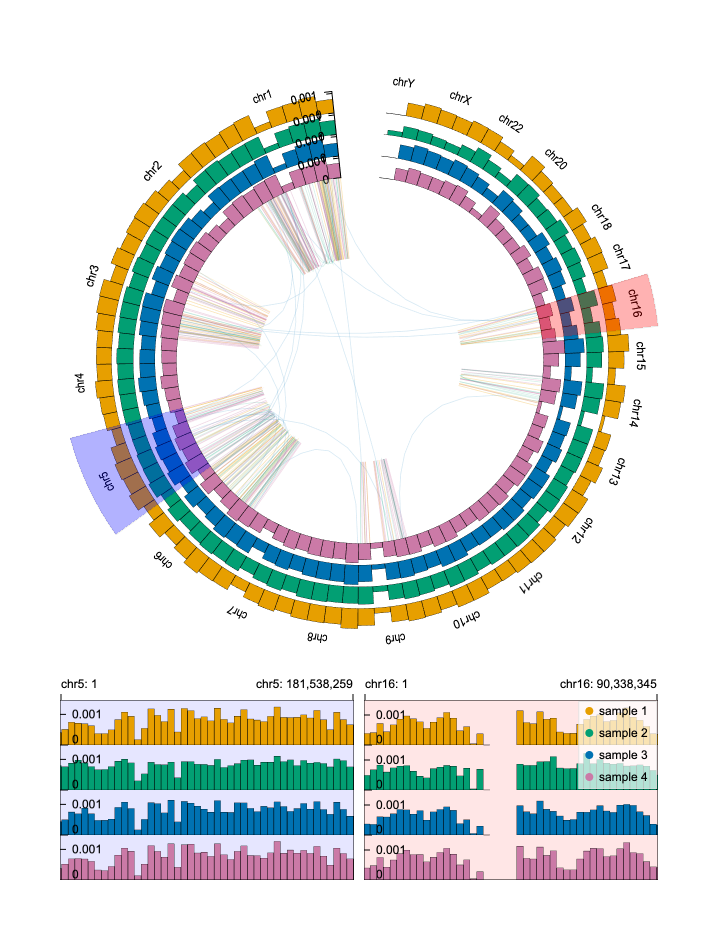 chr1
chr2
chr3
chr4
chr5
chr6
chr7
chr8
chr9
chr10
chr11
chr12
chr13
chr14
chr15
chr16
chr17
chr18
chr20
chr22
chrX
chrY
0.001
0
chr5: 1
chr5: 181,538,259
chr16: 1
chr16: 90,338,345
0.001
0
0.001
0
0.001
0
0.001
0
0.001
0
0.001
0
0.001
0
0.001
0
sample 1
sample 2
sample 3
sample 4